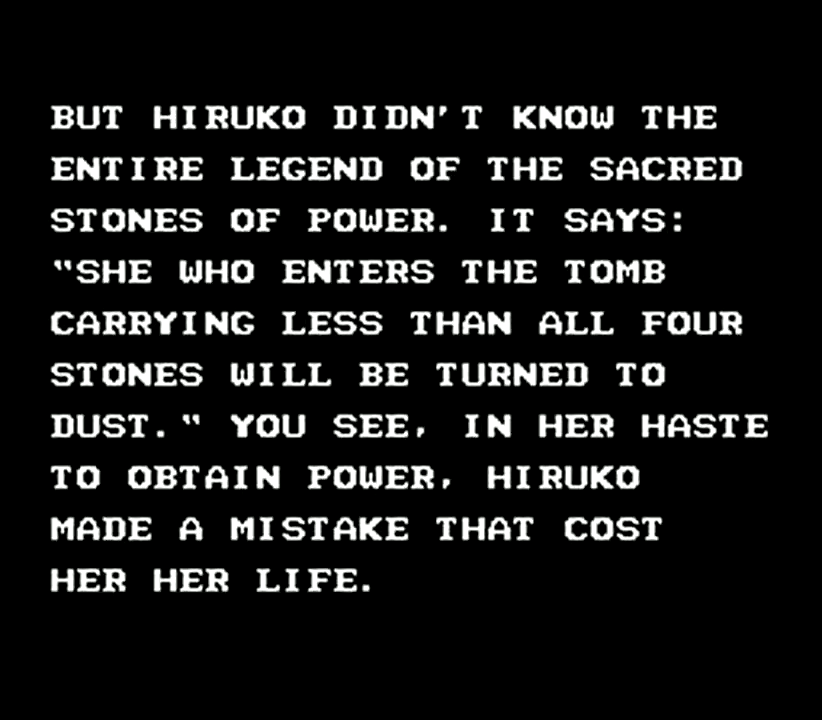 BUT HIRUKO DIDN'T KNOW THE
ENTIRE LEGEND OF THE SACRED
STONES OF POWER. IT SAYS:
"SHE WHO ENTERS THE TOMB
CARRYING LESS THAN ALL FOUR
STONES WILL BE TURNED TO
DUST." YOU SEE, IN HER HASTE
TO OBTAIN POWER, HIRUKO
MADE A MISTAKE THAT COST
HER HER LIFE.